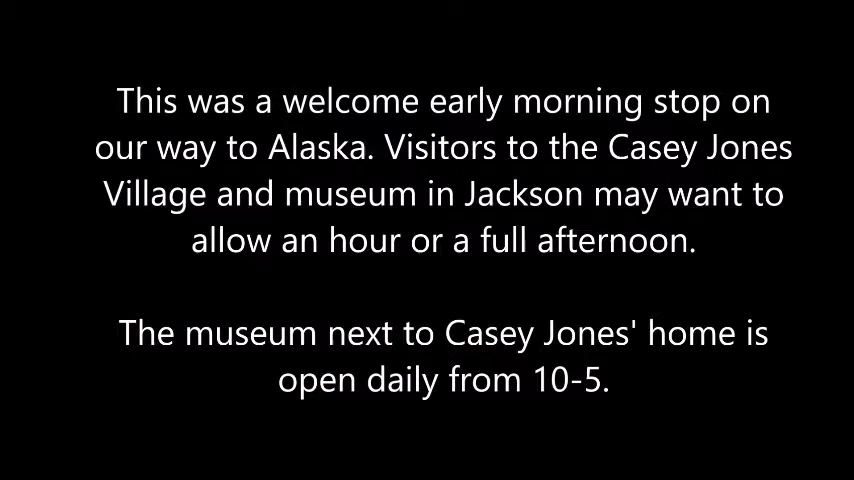 This was a welcome early morning stop on
our way to Alaska. Visitors to the Casey Jones
Village and museum in Jackson may want to
allow an hour or a full afternoon.
The museum next to Casey Jones' home is
open daily from 10-5.